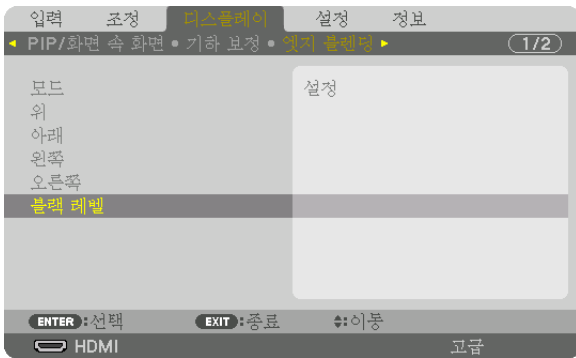 입력 조정 디스플레이 설정 정보
PIP/화면 속 화면 • 기하 보정 • 엣지 블렌딩 1/2
모드 설정
위
아래
왼쪽
오른쪽
블랙 레벨
ENTER :선택 EXIT :종료 :이동
HDMI 고급